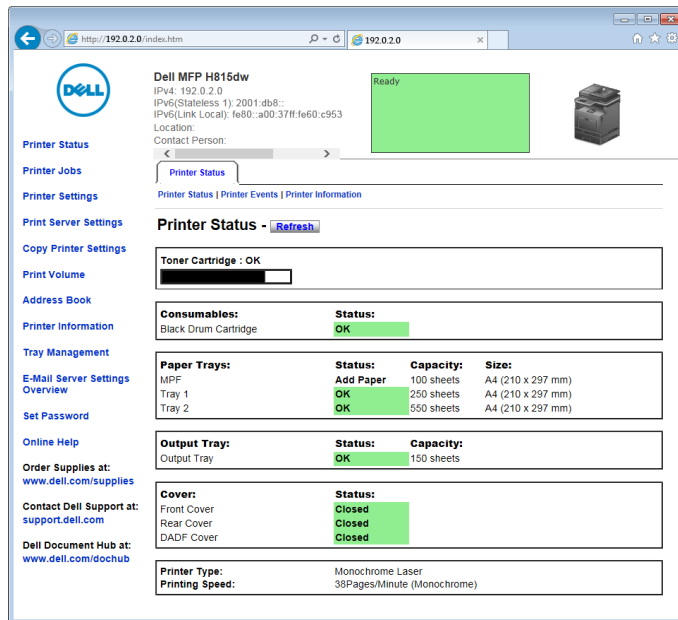 http://192.0.2.0/index.htm
192.0.2.0
DELL
Dell MFP H815dw
IPv4: 192.0.2.0
IPv6(Stateless 1): 2001:db8::
IPv6(Link Local): fe80::a00:37ff:fe60:c953
Location:
Contact Person:
Ready
Printer Status
Printer Jobs
Printer Settings
Print Server Settings
Copy Printer Settings
Print Volume
Address Book
Printer Information
Tray Management
E-Mail Server Settings
Overview
Set Password
Online Help
Order Supplies at:
www.dell.com/supplies
Contact Dell Support at:
support.dell.com
Dell Document Hub at:
www.dell.com/dochub
Printer Status
Printer Status | Printer Events | Printer Information
Printer Status - Refresh
Toner Cartridge : OK
Consumables: Status:
Black Drum Cartridge OK
Paper Trays: Status: Capacity: Size:
MPF Add Paper 100 sheets A4 (210 x 297 mm)
Tray 1 OK 250 sheets A4 (210 x 297 mm)
Tray 2 OK 550 sheets A4 (210 x 297 mm)
Output Tray: Status: Capacity:
Output Tray OK 150 sheets
Cover: Status:
Front Cover Closed
Rear Cover Closed
DADF Cover Closed
Printer Type: Monochrome Laser
Printing Speed: 38Pages/Minute (Monochrome)